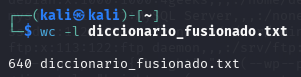 ┌──(kali㉿kali)-[~]
└─$ wc -l diccionario_fusionado.txt
640 diccionario_fusionado.txt